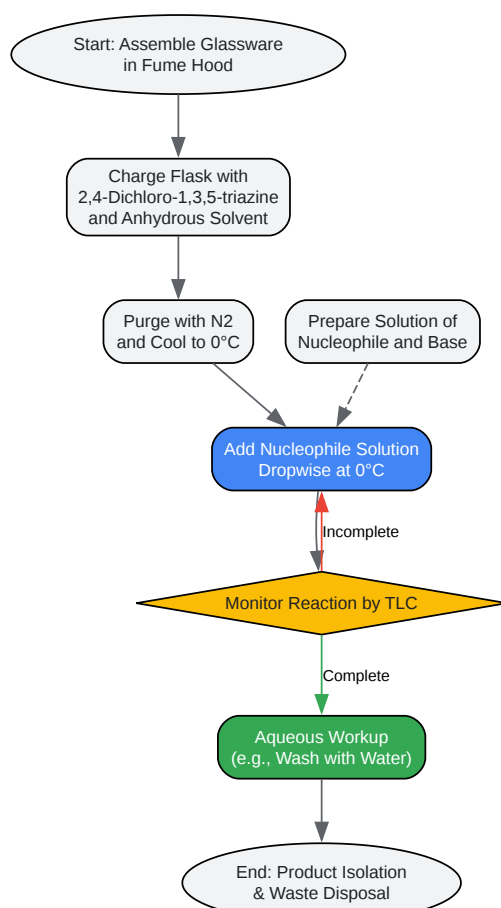 Start: Assemble Glassware
in Fume Hood
Charge Flask with
2,4-Dichloro-1,3,5-triazine
and Anhydrous Solvent
Purge with N2
and Cool to 0°C
Prepare Solution of
Nucleophile and Base
Add Nucleophile Solution
Dropwise at 0°C
Incomplete
Monitor Reaction by TLC
Complete
Aqueous Workup
(e.g., Wash with Water)
End: Product Isolation
& Waste Disposal